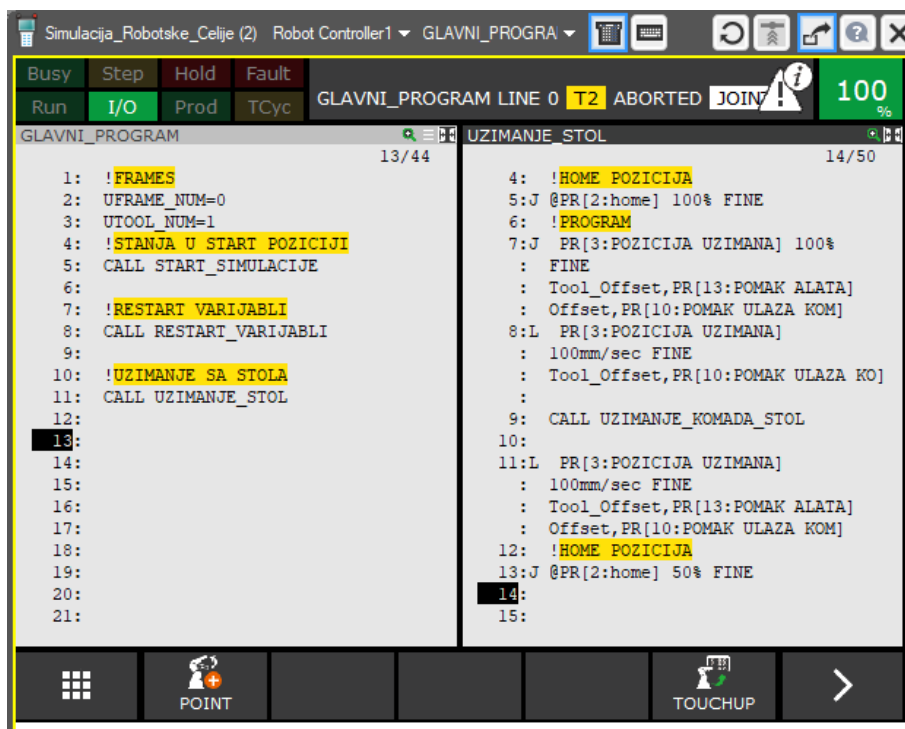 Simulacija_Robotske_Celije (2) Robot Controller1 GLAVNI_PROGRA
Busy Step Hold Fault
Run I/O Prod TCyc
GLAVNI_PROGRAM LINE 0 T2 ABORTED JOINT
100
%
GLAVNI_PROGRAM
13/44
1: !FRAMES
2: UFRAME_NUM=0
3: UTOOL_NUM=1
4: !STANJA U START POZICIJI
5: CALL START_SIMULACIJE
6:
7: !RESTART VARIJABLI
8: CALL RESTART_VARIJABLI
9:
10: !UZIMANJE SA STOLA
11: CALL UZIMANJE_STOL
12:
13:
14:
15:
16:
17:
18:
19:
20:
21:
UZIMANJE_STOL
14/50
4: !HOME POZICIJA
5:J @PR[2:home] 100% FINE
6: !PROGRAM
7:J PR[3:POZICIJA UZIMANA] 100%
: FINE
: Tool_Offset,PR[13:POMAK ALATA]
: Offset,PR[10:POMAK ULAZA KOM]
8:L PR[3:POZICIJA UZIMANA]
: 100mm/sec FINE
: Tool_Offset,PR[10:POMAK ULAZA KO]
:
9: CALL UZIMANJE_KOMADA_STOL
10:
11:L PR[3:POZICIJA UZIMANA]
: 100mm/sec FINE
: Tool_Offset,PR[13:POMAK ALATA]
: Offset,PR[10:POMAK ULAZA KOM]
12: !HOME POZICIJA
13:J @PR[2:home] 50% FINE
14:
15:
POINT
TOUCHUP